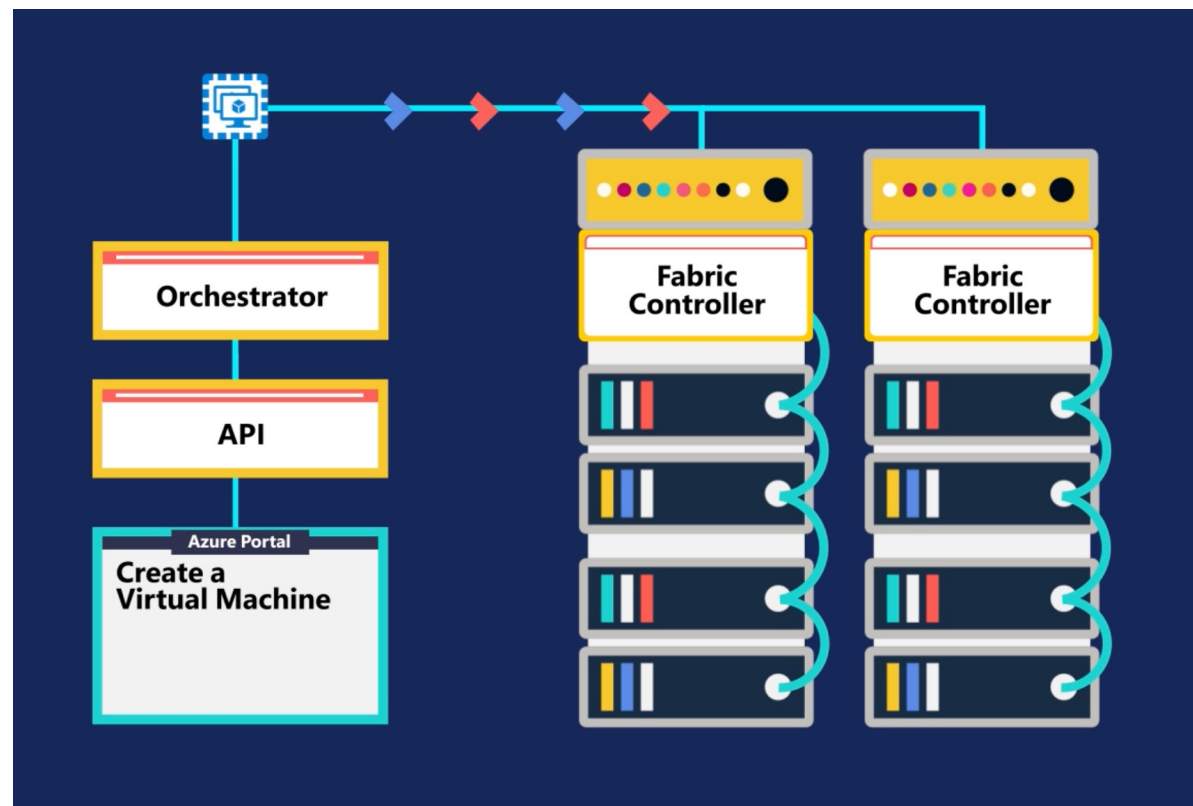 Orchestrator
API
Azure Portal
Create a
Virtual Machine
Fabric
Controller
Fabric
Controller